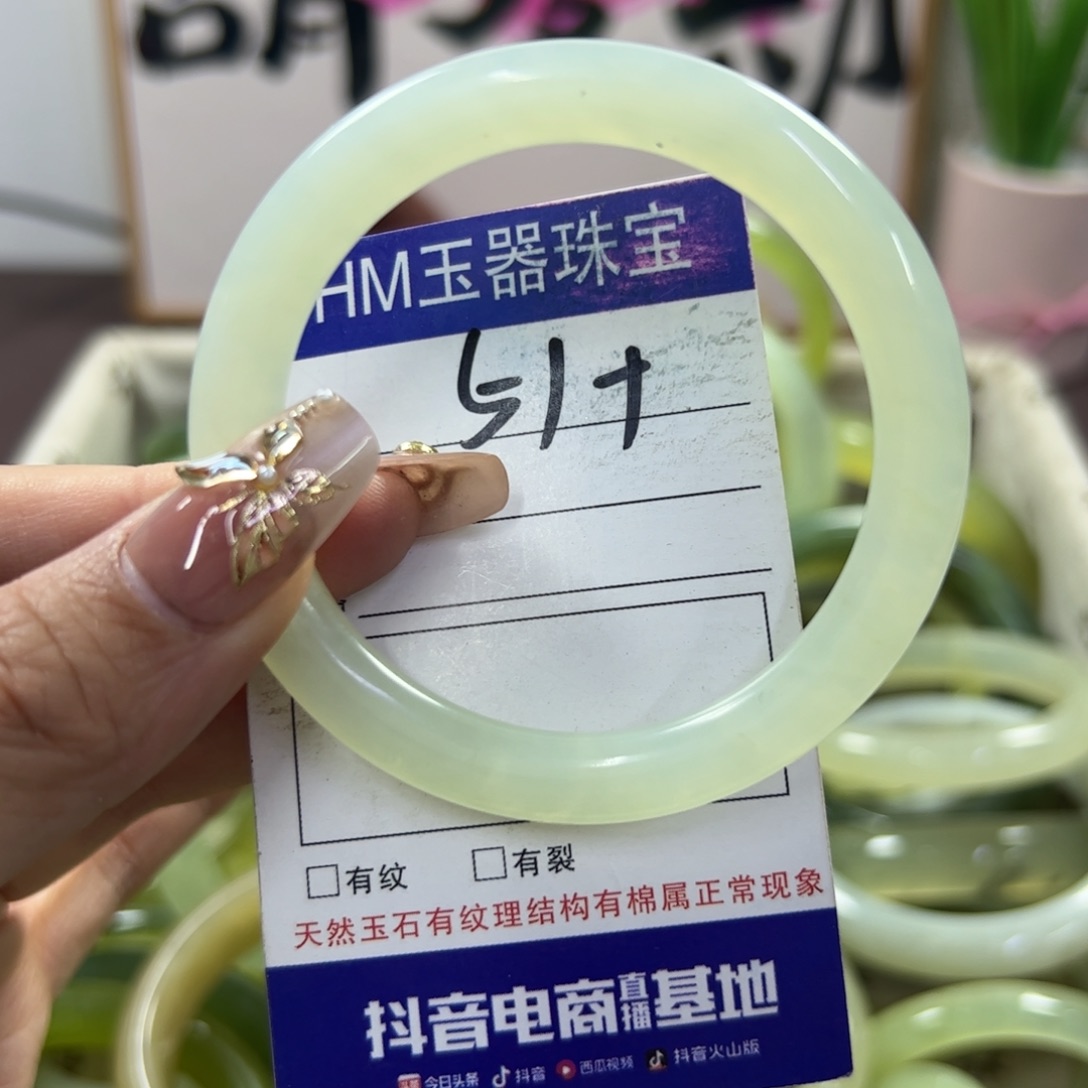 HM玉器珠宝
51+
有纹 有裂
天然玉石有纹理结构有棉属正常现象
抖音电商直播基地
今日头条 抖音 西瓜视频 抖音火山版